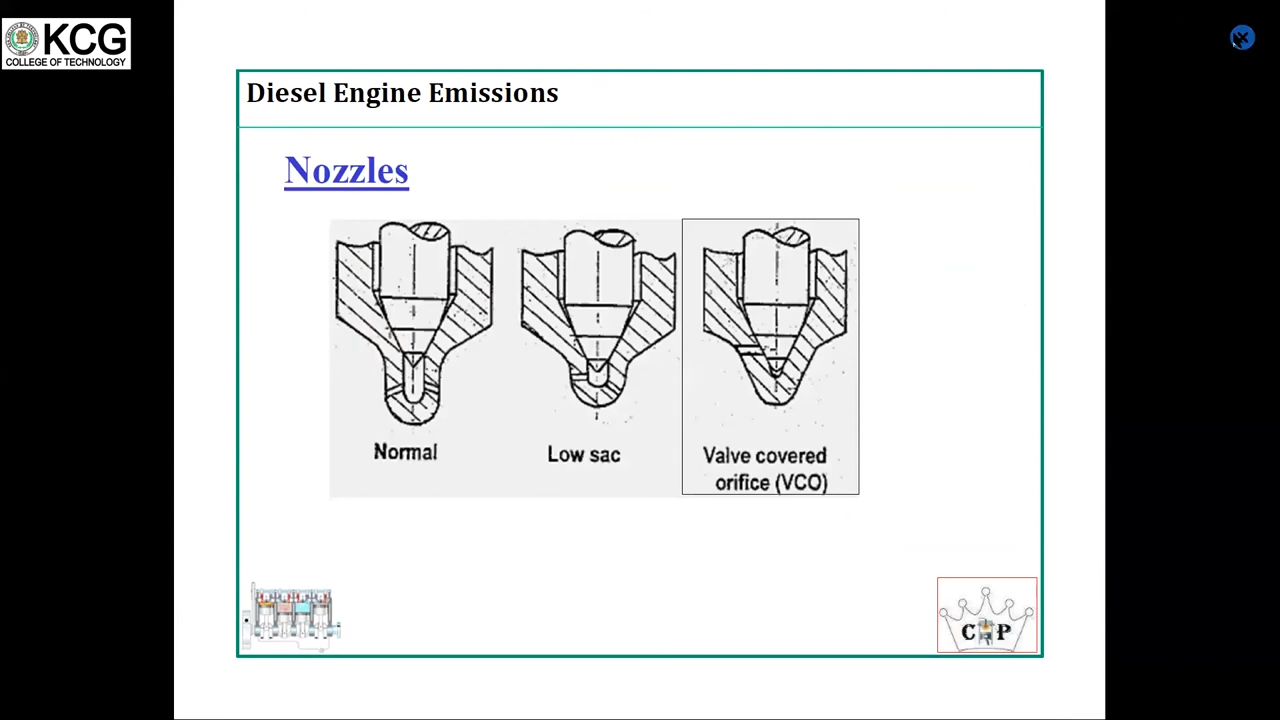 KCG
COLLEGE OF TECHNOLOGY
Diesel Engine Emissions
Nozzles
Normal
Low sac
Valve covered
orifice (VCO)
C P